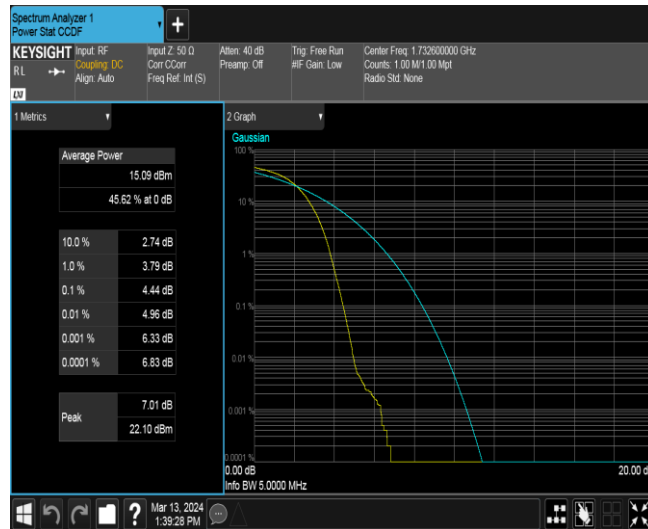 Spectrum Analyzer 1
Power Stat CCDF
+
KEYSIGHT
RL
LXI
Input: RF
Coupling: DC
Align: Auto
Input Z: 50 Ω
Corr CCorr
Freq Ref: Int (S)
Atten: 40 dB
Preamp: Off
Trig: Free Run
#IF Gain: Low
Center Freq: 1.732600000 GHz
Counts: 1.00 M/1.00 Mpt
Radio Std: None
1 Metrics
Average Power
15.09 dBm
45.62 % at 0 dB
10.0 % 2.74 dB
1.0 % 3.79 dB
0.1 % 4.44 dB
0.01 % 4.96 dB
0.001 % 6.33 dB
0.0001 % 6.83 dB
Peak
7.01 dB
22.10 dBm
2 Graph
Gaussian
100 %
10 %
1 %
0.1 %
0.01 %
0.001 %
0.0001 %
0.00 dB
20.00 d
Info BW 5.0000 MHz
?
Mar 13, 2024
1:39:28 PM